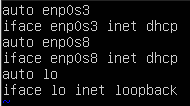 auto enp0s3
iface enp0s3 inet dhcp
auto enp0s8
iface enp0s8 inet dhcp
auto lo
iface lo inet loopback
~